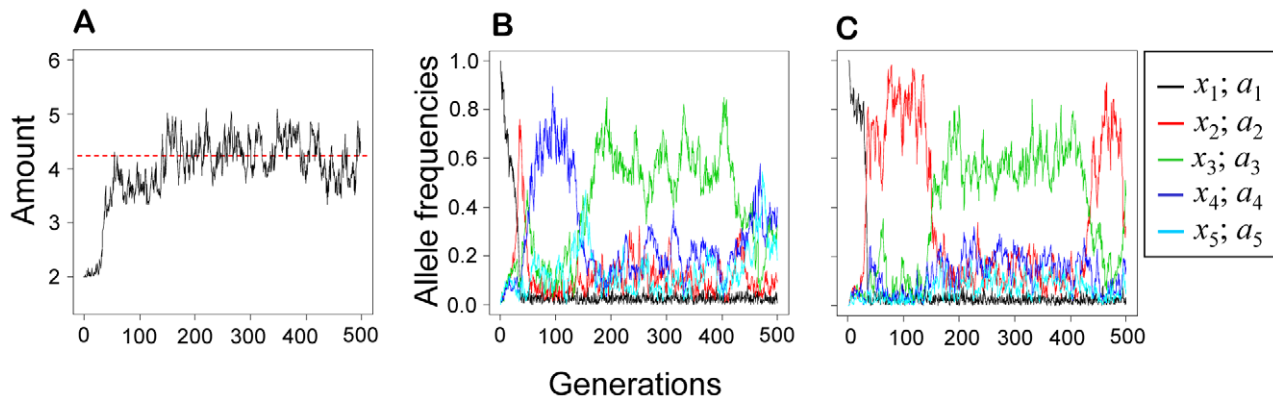 A
B
C
Amount
6
5
4
3
2
0 100 200 300 400 500
Allele frequencies
1.0
0.8
0.6
0.4
0.2
0.0
0 100 200 300 400 500
0 100 200 300 400 500
Generations
x₁; a₁
x₂; a₂
x₃; a₃
x₄; a₄
x₅; a₅